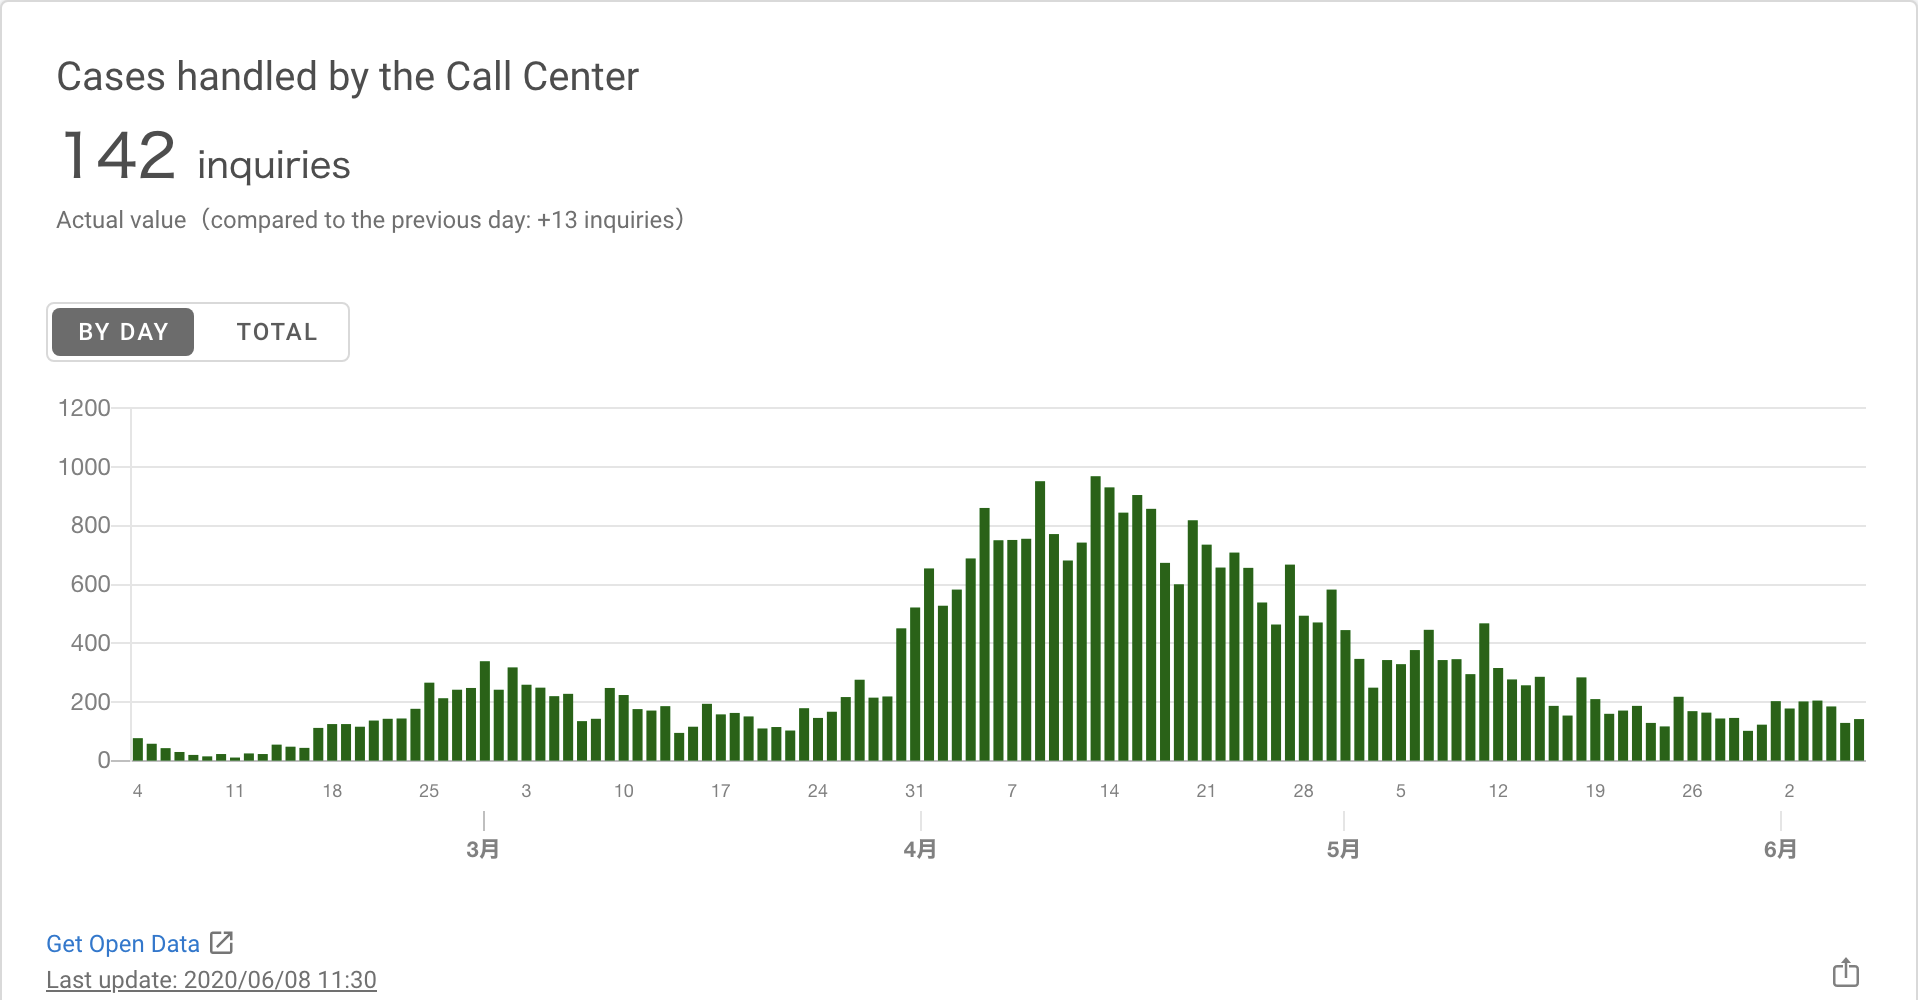 Cases handled by the Call Center
142 inquiries
Actual value（compared to the previous day: +13 inquiries）
BY DAY TOTAL
1200
1000
800
600
400
200
0
4 11 18 25 3 10 17 24 31 7 14 21 28 5 12 19 26 2
3月 4月 5月 6月
Get Open Data
Last update: 2020/06/08 11:30